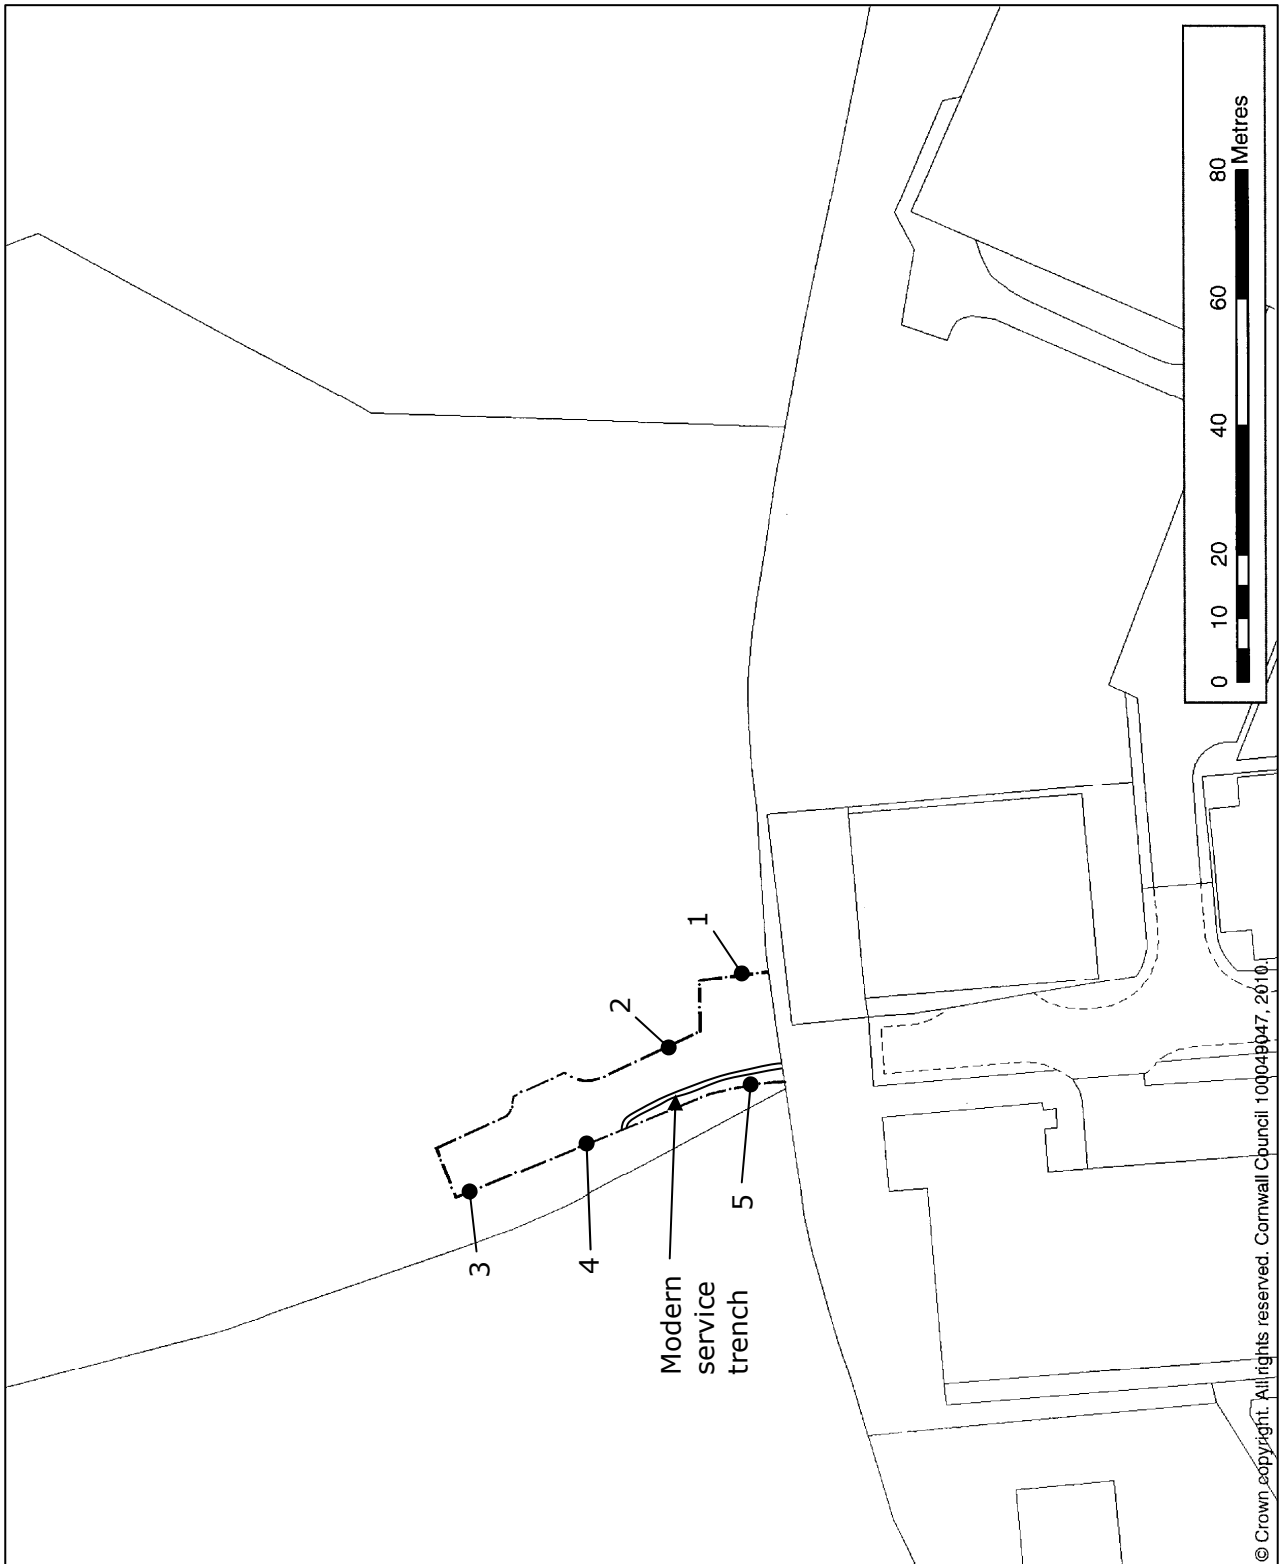 1
2
3
4
5
Modern
service
trench
0 10 20 40 60 80
Metres
© Crown copyright. All rights reserved. Cornwall Council 100049047, 2010.